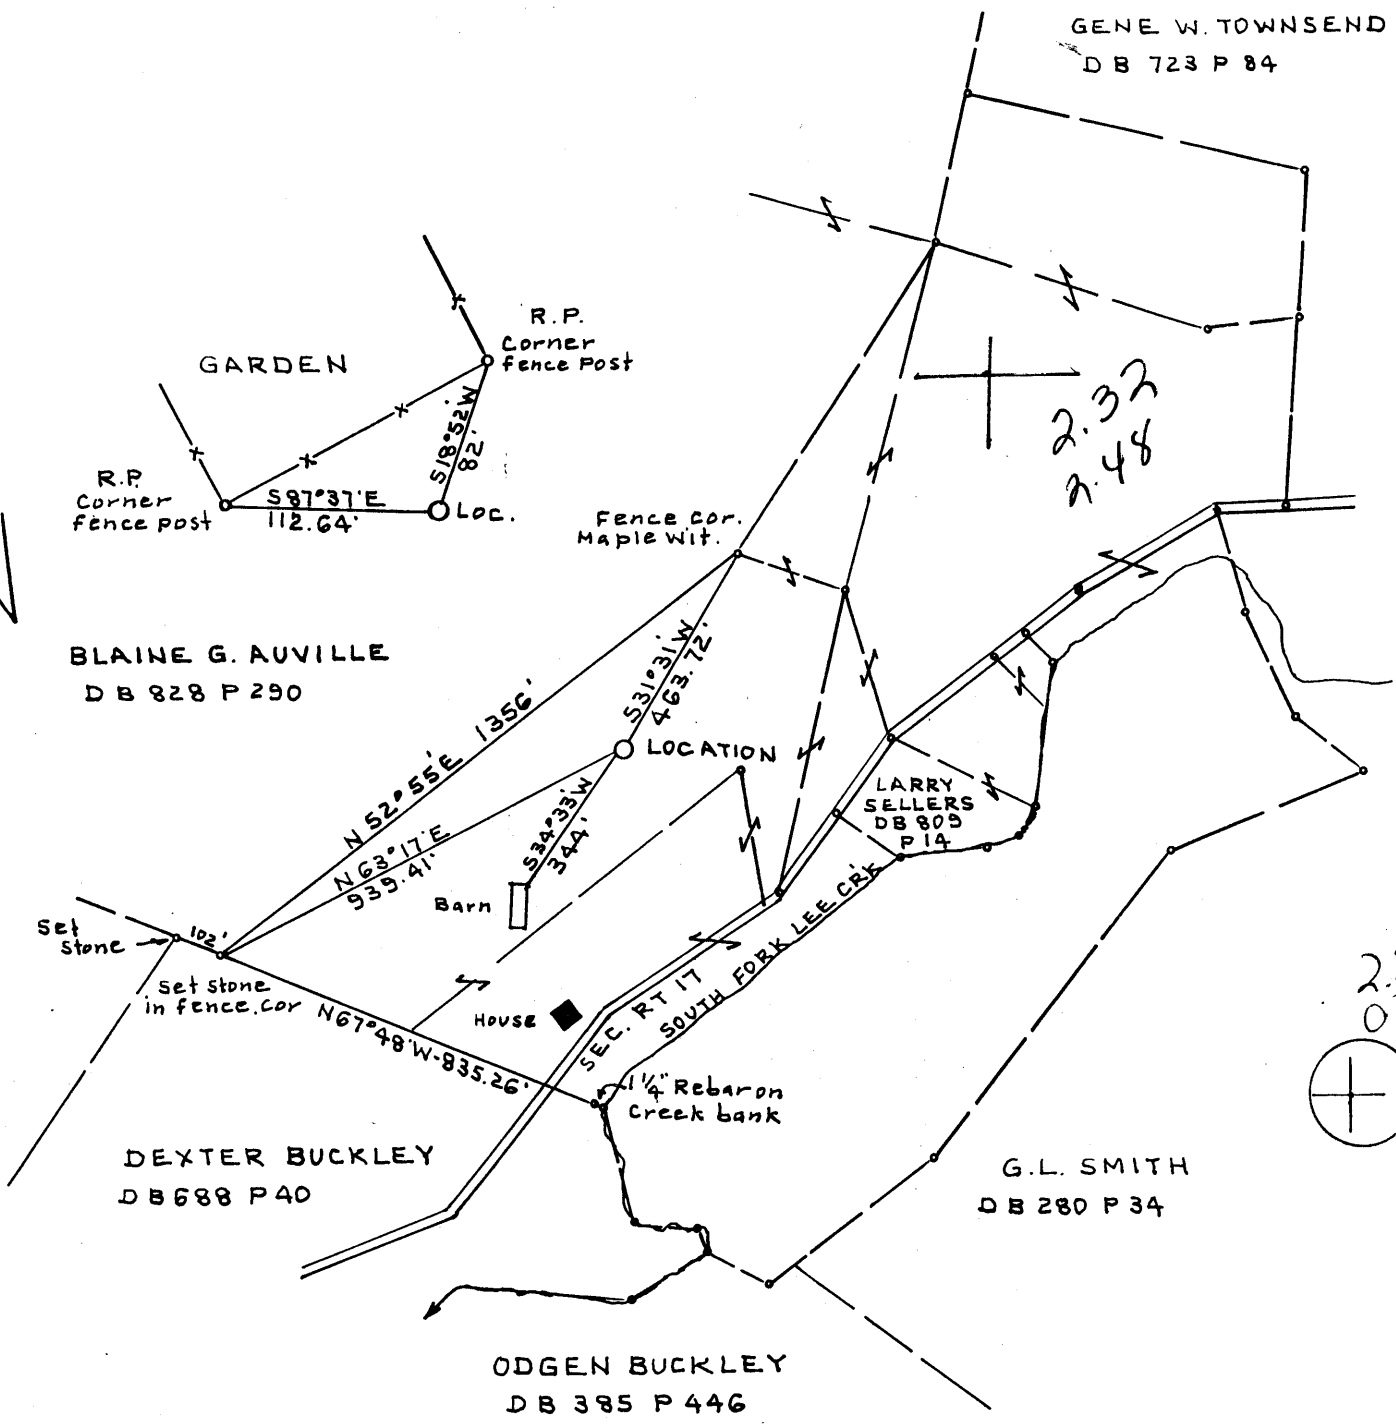 GENE W. TOWNSEND
DB 723 P 84
R.P.
Corner
fence post
GARDEN
S18°52'W
82'
R.P.
Corner
fence post
S87°37'E
112.64'
LOC.
2.32
2.48
Fence cor.
Maple Wit.
BLAINE G. AUVILLE
DB 828 P 290
S31°31'W
463.72'
N 52°55'E 1356'
LOCATION
N63°17'E
939.41'
S34°33'W
344'
LARRY
SELLERS
DB 809
P 14
Barn
Set
Stone
102'
Set Stone
in fence cor
N67°48'W-835.26'
House
SEC. RT 17
SOUTH FORK LEE CRK
1 1/4" Rebar on
Creek bank
DEXTER BUCKLEY
DB 688 P 40
G.L. SMITH
DB 280 P 34
ODGEN BUCKLEY
DB 385 P 446